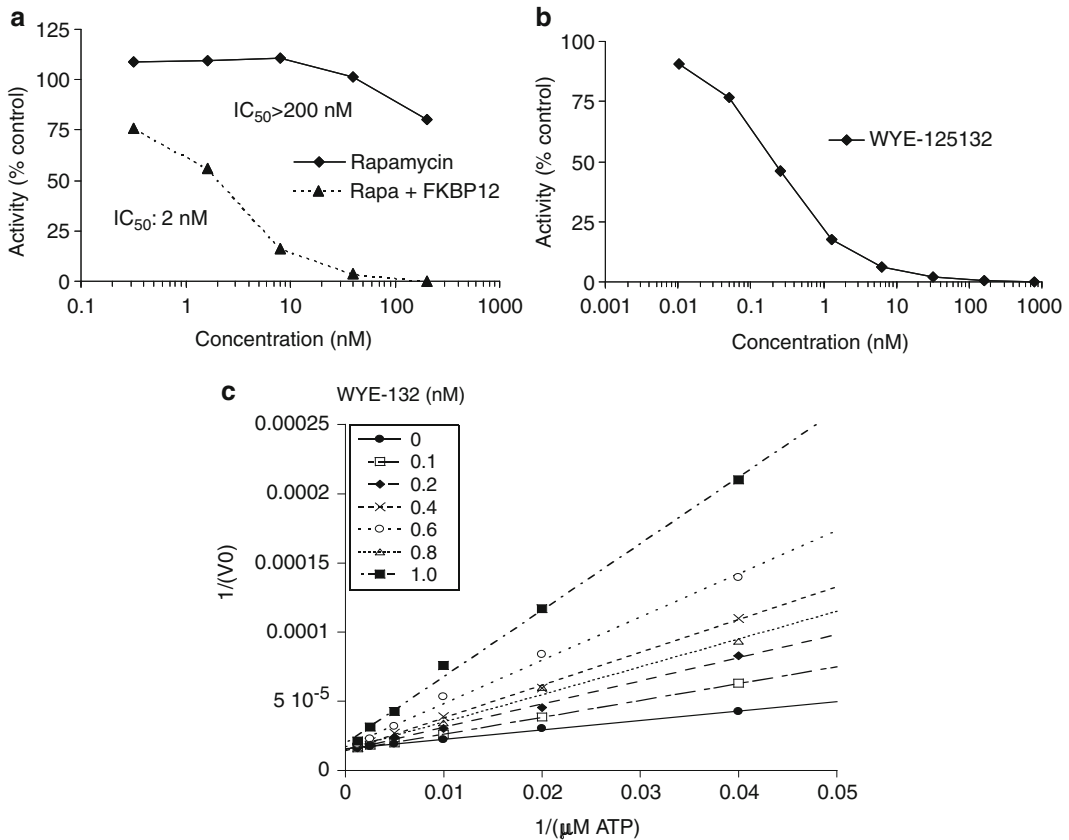 a
125
100
75
50
25
0
Activity (% control)
IC50>200 nM
Rapamycin
Rapa + FKBP12
IC50: 2 nM
0.1 1 10 100 1000
Concentration (nM)
b
100
75
50
25
0
Activity (% control)
WYE-125132
0.001 0.01 0.1 1 10 100 1000
Concentration (nM)
c
WYE-132 (nM)
0
0.1
0.2
0.4
0.6
0.8
1.0
0.00025
0.0002
0.00015
0.0001
5 10-5
0
1/(V0)
0 0.01 0.02 0.03 0.04 0.05
1/(μM ATP)